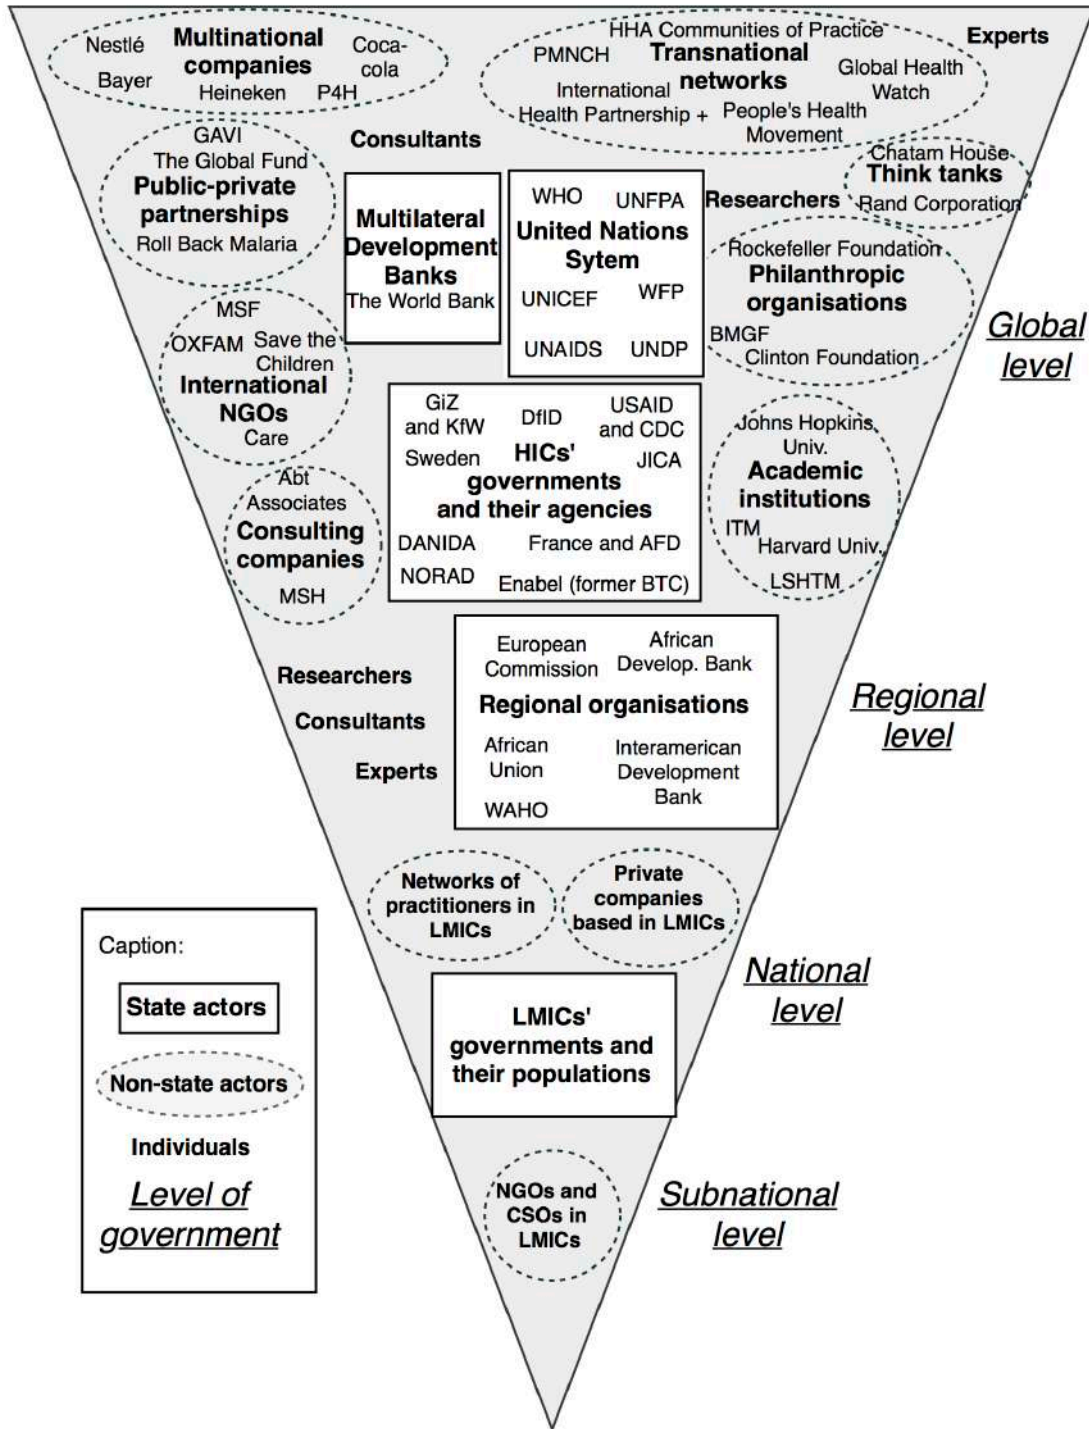 Nestlé
Bayer
Multinational
companies
Heineken
P4H
Coca-
cola
HHA Communities of Practice
PMNCH
Transnational
networks
International
Health Partnership +
People's Health
Movement
Global Health
Watch
Experts
GAVI
The Global Fund
Public-private
partnerships
Roll Back Malaria
Consultants
Multilateral
Development
Banks
The World Bank
WHO
UNFPA
United Nations
Sytem
UNICEF
WFP
UNAIDS
UNDP
Researchers
Chatam House
Think tanks
Rand Corporation
Rockefeller Foundation
Philanthropic
organisations
BMGF
Clinton Foundation
Global
level
MSF
OXFAM
Save the
Children
International
NGOs
Care
GiZ
and KfW
DfID
USAID
and CDC
Sweden
HICs'
JICA
governments
and their agencies
DANIDA
France and AFD
NORAD
Enabel (former BTC)
Johns Hopkins
Univ.
Academic
institutions
ITM
Harvard Univ.
LSHTM
Abt
Associates
Consulting
companies
MSH
Researchers
Consultants
Experts
European
Commission
African
Develop. Bank
Regional organisations
African
Union
Interamerican
Development
Bank
WAHO
Regional
level
Networks of
practitioners in
LMICs
Private
companies
based in LMICs
National
level
LMICs'
governments and
their populations
NGOs and
CSOs in
LMICs
Subnational
level
Caption:
State actors
Non-state actors
Individuals
Level of
government